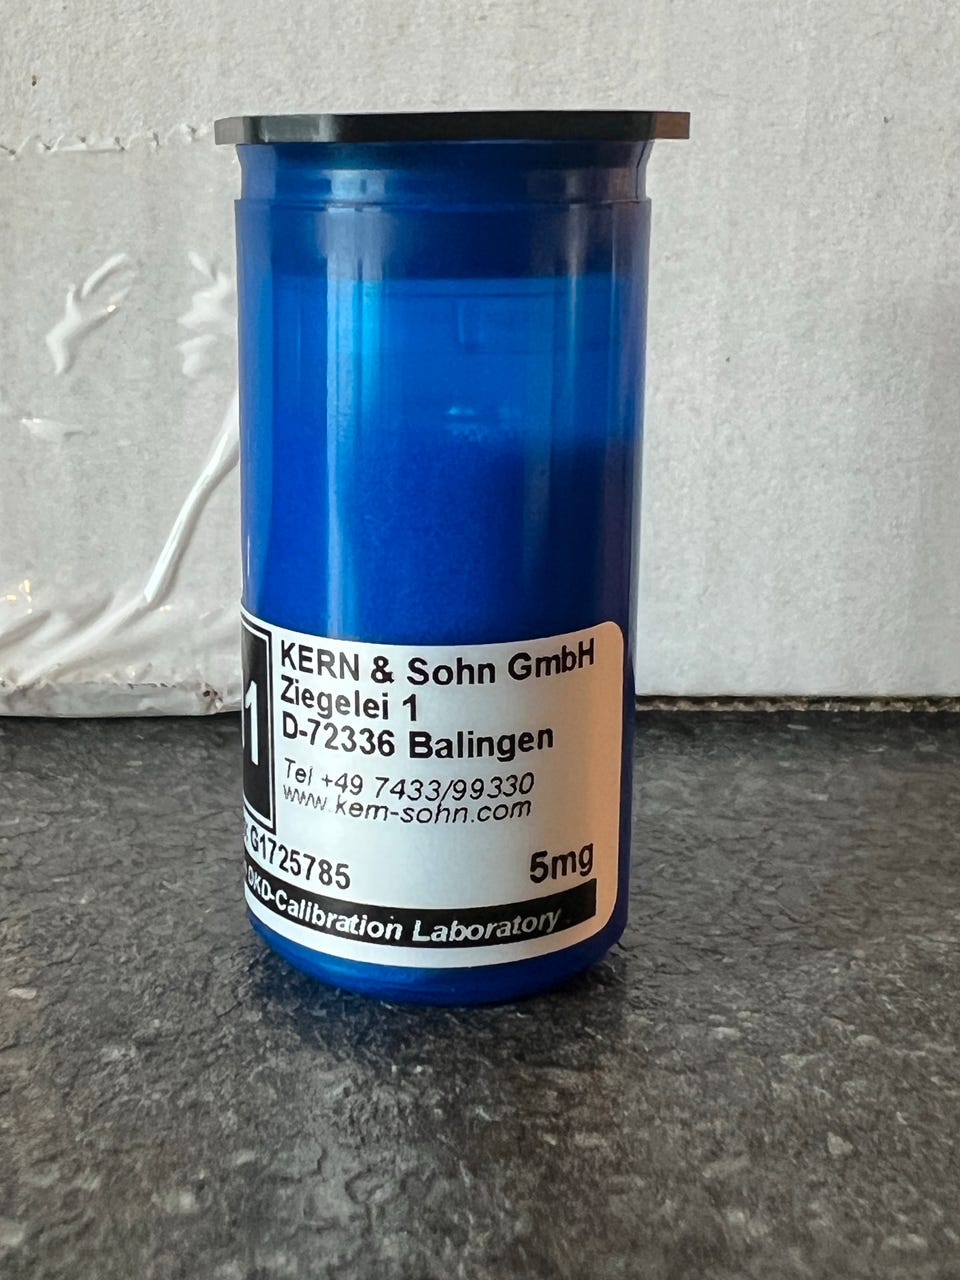 KERN & Sohn GmbH
Ziegelei 1
D-72336 Balingen
Tel +49 7433/99330
www.kern-sohn.com
1
G1725785
5mg
DKD-Calibration Laboratory